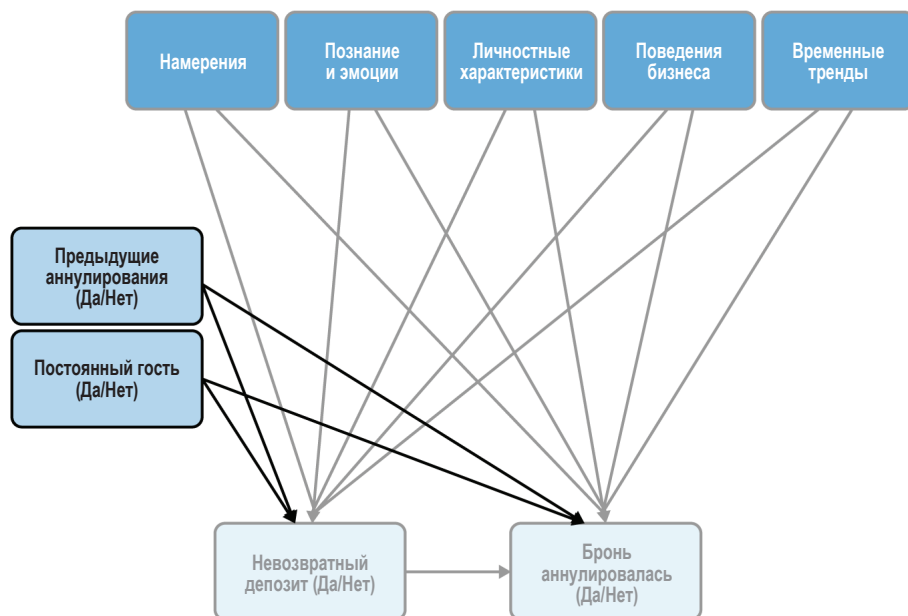 Намерения
Познание
и эмоции
Личностные
характеристики
Поведения
бизнеса
Временные
тренды
Предыдущие
аннулирования
(Да/Нет)
Постоянный гость
(Да/Нет)
Невозвратный
депозит (Да/Нет)
Бронь
аннулировалась
(Да/Нет)